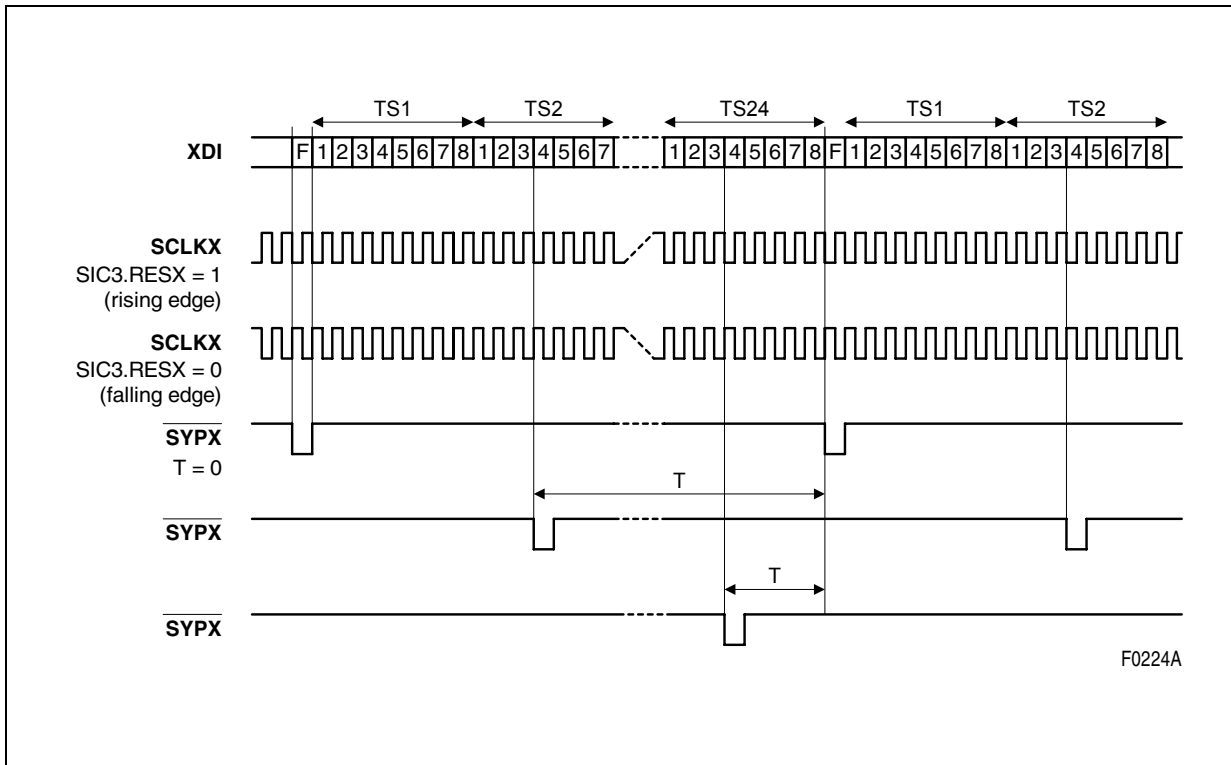 TS1 TS2 TS24 TS1 TS2
XDI F 1 2 3 4 5 6 7 8 1 2 3 4 5 6 7 1 2 3 4 5 6 7 8 F 1 2 3 4 5 6 7 8 1 2 3 4 5 6 7 8
SCLKX
SIC3.RESX = 1
(rising edge)
SCLKX
SIC3.RESX = 0
(falling edge)
SYPX
T = 0
T
SYPX
T
SYPX
F0224A